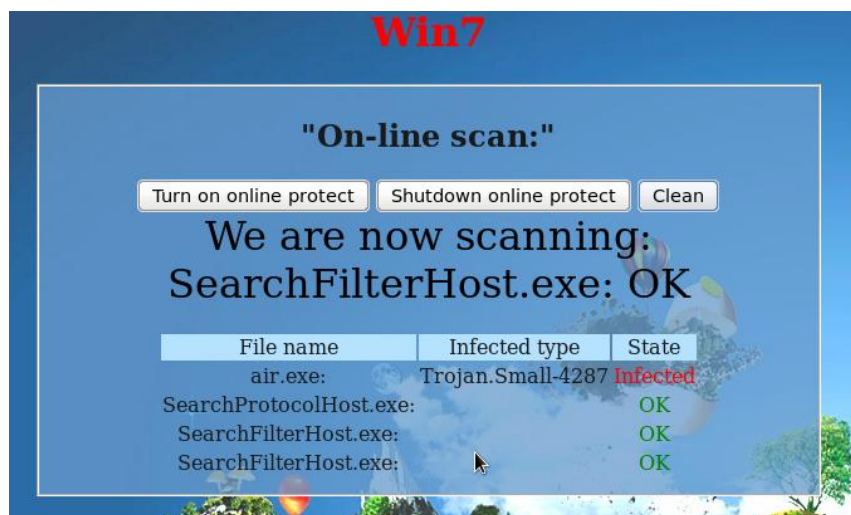 Win7
"On-line scan:"
Turn on online protect Shutdown online protect Clean
We are now scanning:
SearchFilterHost.exe: OK
File name Infected type State
air.exe: Trojan.Small-4287 Infected
SearchProtocolHost.exe: OK
SearchFilterHost.exe: OK
SearchFilterHost.exe: OK